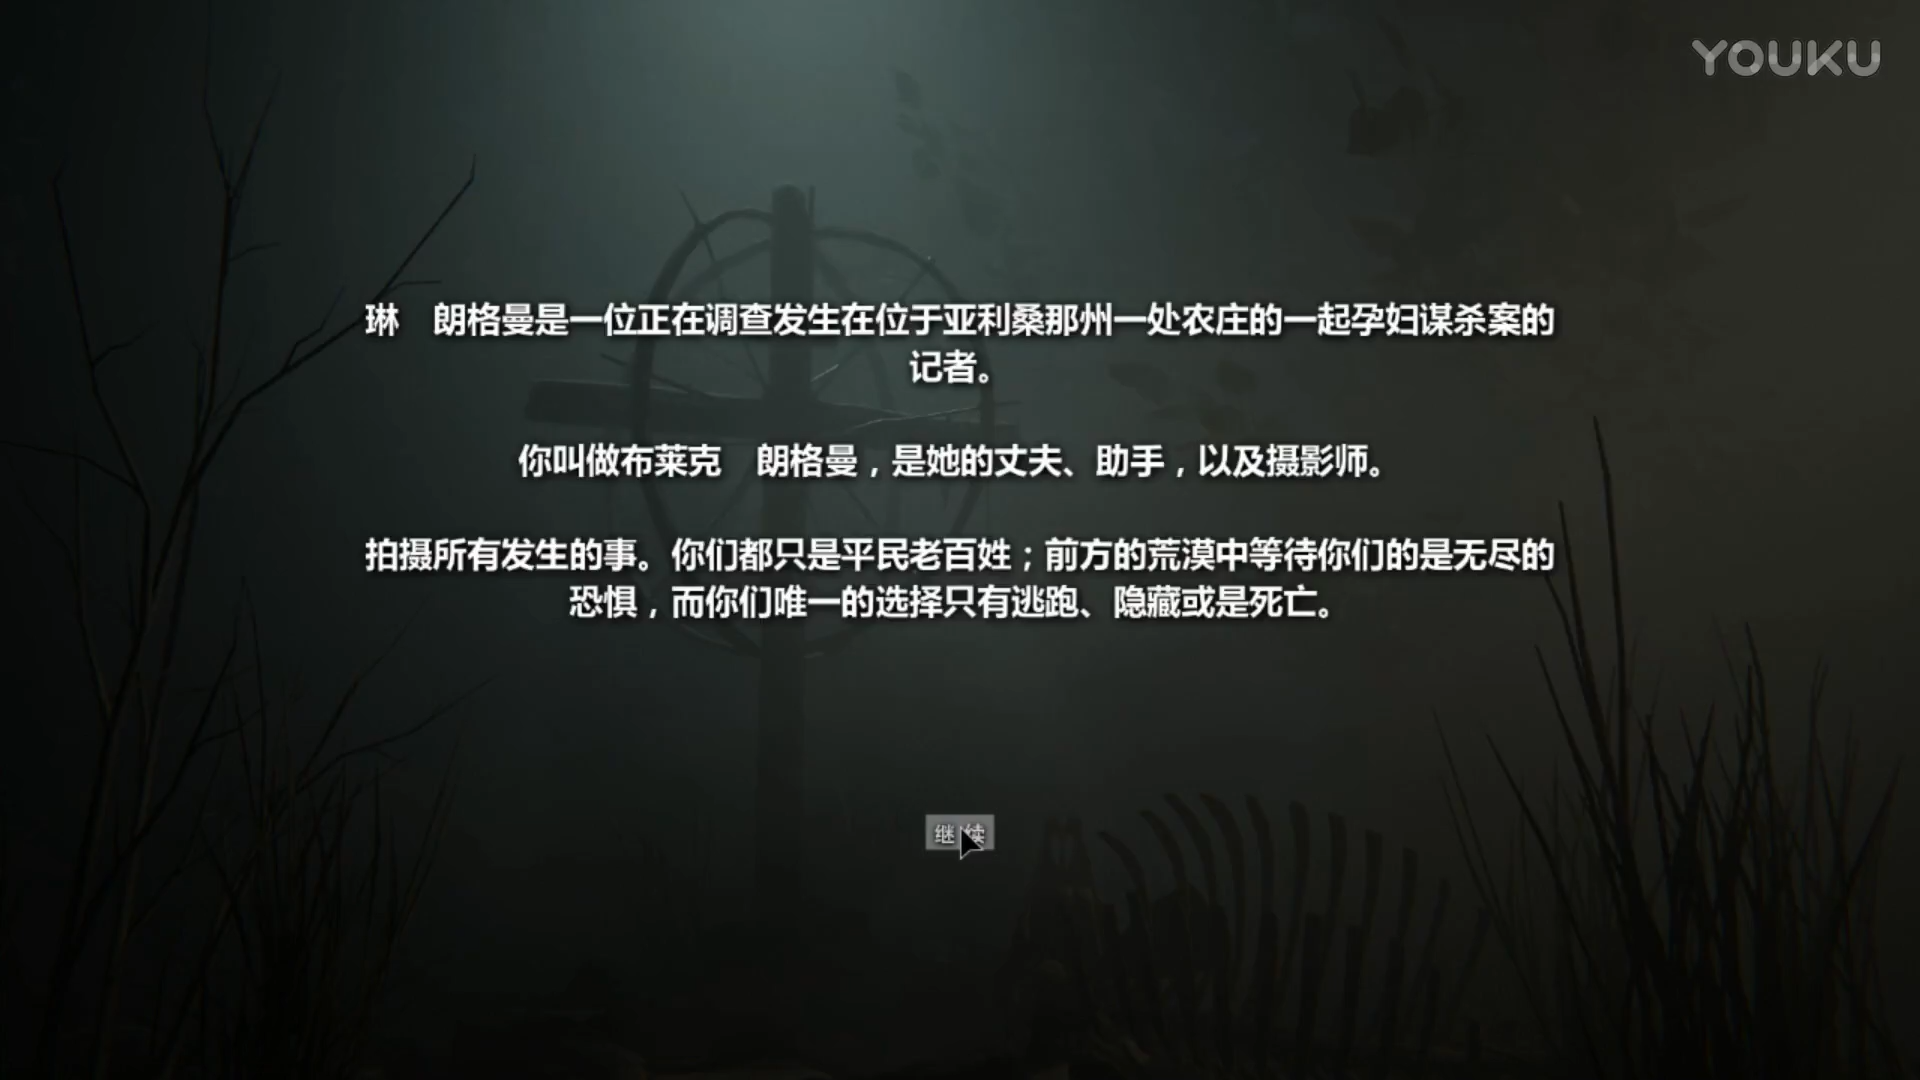 YOUKU
琳　朗格曼是一位正在调查发生在位于亚利桑那州一处农庄的一起孕妇谋杀案的
记者。
你叫做布莱克　朗格曼，是她的丈夫、助手，以及摄影师。
拍摄所有发生的事。你们都只是平民老百姓；前方的荒漠中等待你们的是无尽的
恐惧，而你们唯一的选择只有逃跑、隐藏或是死亡。
继续